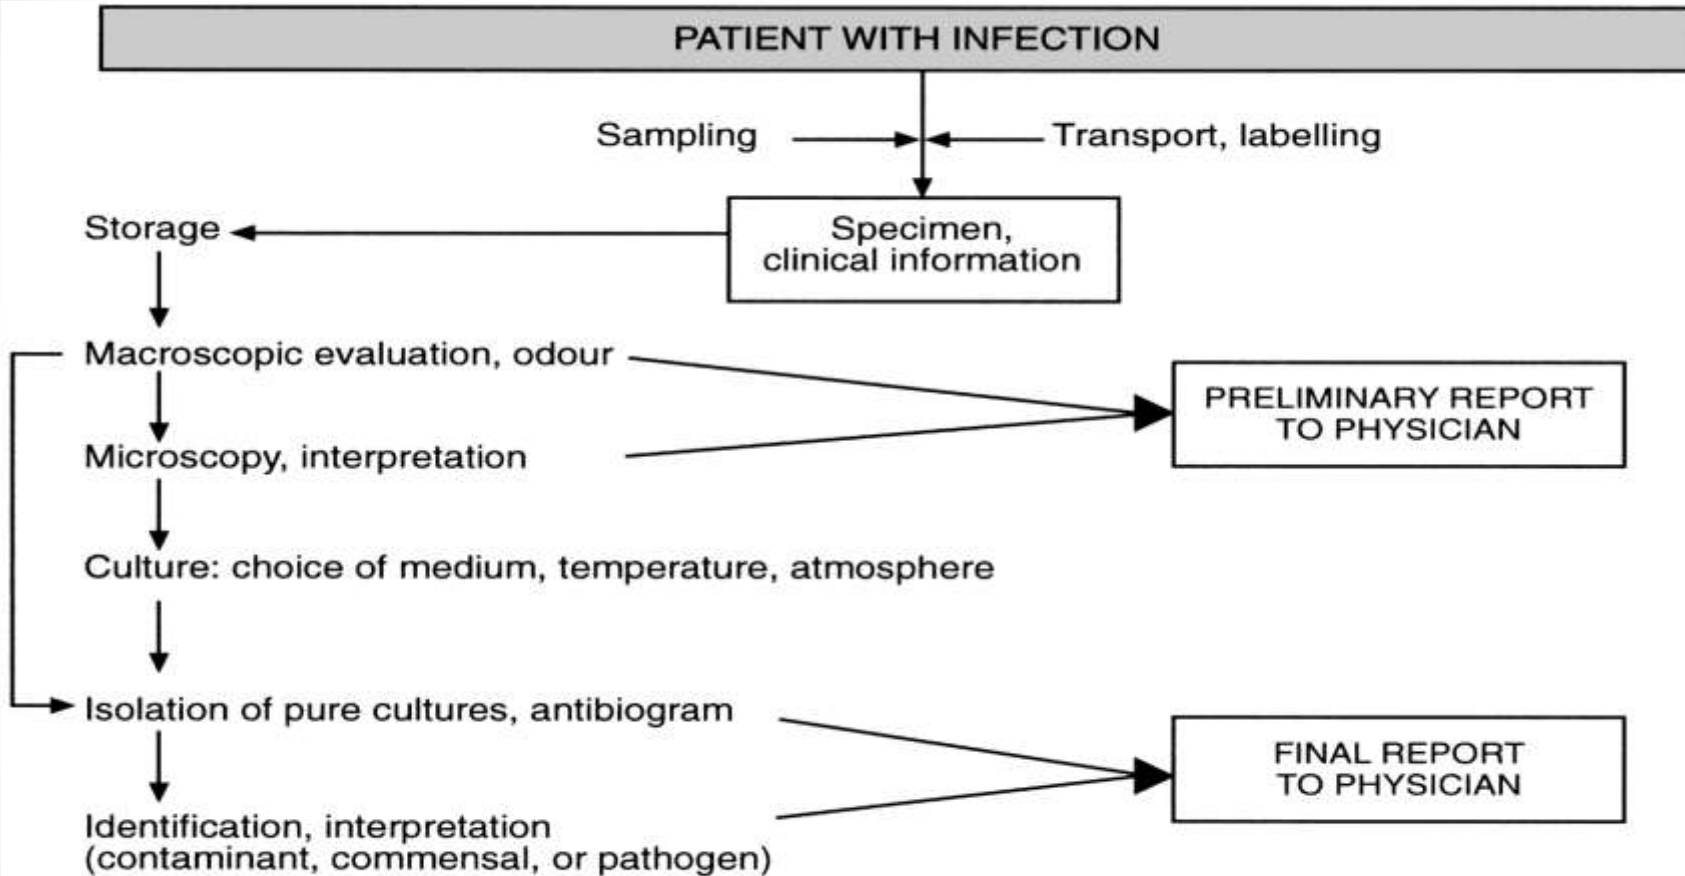 PATIENT WITH INFECTION
Sampling
Transport, labelling
Storage
Specimen,
clinical information
Macroscopic evaluation, odour
PRELIMINARY REPORT
TO PHYSICIAN
Microscopy, interpretation
Culture: choice of medium, temperature, atmosphere
Isolation of pure cultures, antibiogram
FINAL REPORT
TO PHYSICIAN
Identification, interpretation
(contaminant, commensal, or pathogen)